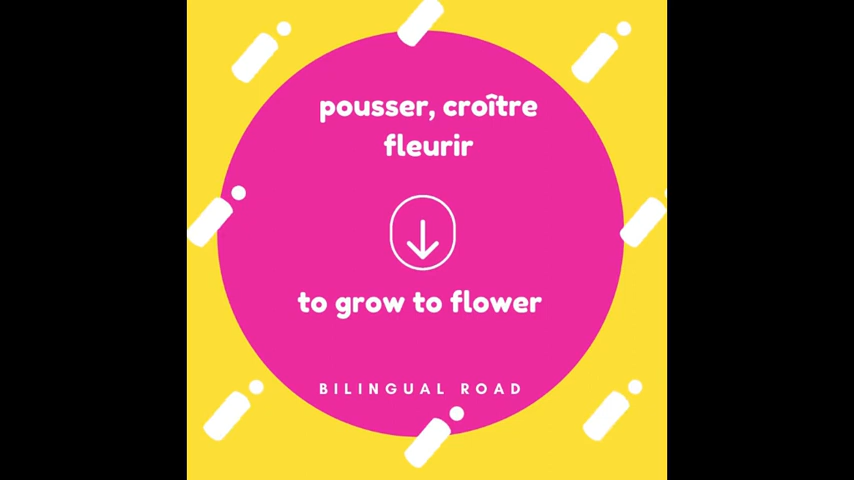 pousser, croître
fleurir
to grow to flower
BILINGUAL ROAD